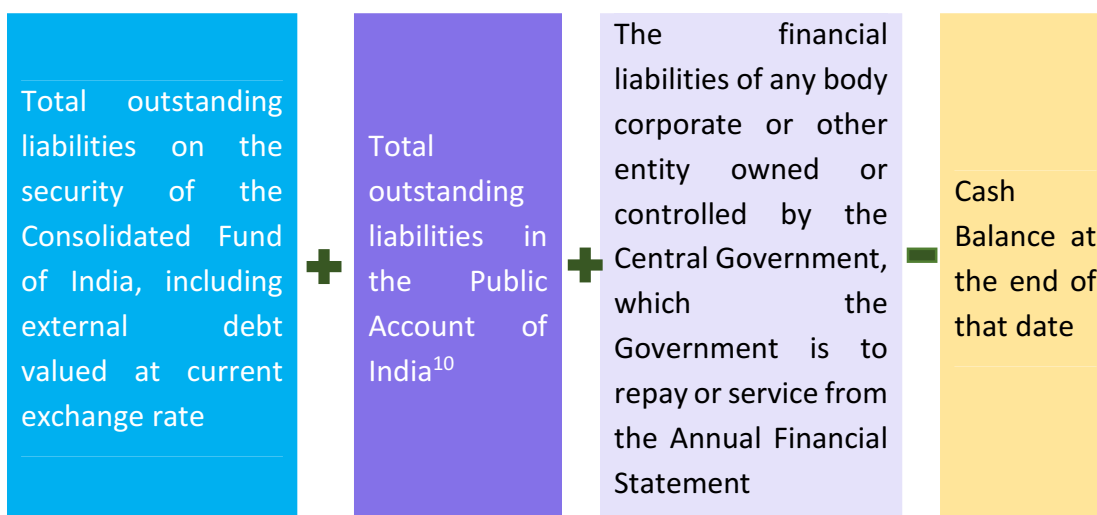 Total outstanding
liabilities on the
security of the
Consolidated Fund
of India, including
external debt
valued at current
exchange rate
+
Total
outstanding
liabilities in
the Public
Account of
India10
+
The financial
liabilities of any body
corporate or other
entity owned or
controlled by the
Central Government,
which the
Government is to
repay or service from
the Annual Financial
Statement
-
Cash
Balance at
the end of
that date